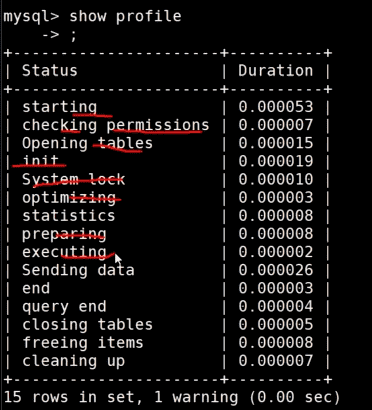 mysql> show profile
    -> ;
+----------------------+----------+
| Status               | Duration |
+----------------------+----------+
| starting             | 0.000053 |
| checking permissions | 0.000007 |
| Opening tables       | 0.000015 |
| init                 | 0.000019 |
| System lock          | 0.000010 |
| optimizing           | 0.000003 |
| statistics           | 0.000008 |
| preparing            | 0.000008 |
| executing            | 0.000002 |
| Sending data         | 0.000026 |
| end                  | 0.000003 |
| query end            | 0.000004 |
| closing tables       | 0.000005 |
| freeing items        | 0.000008 |
| cleaning up          | 0.000007 |
+----------------------+----------+
15 rows in set, 1 warning (0.00 sec)